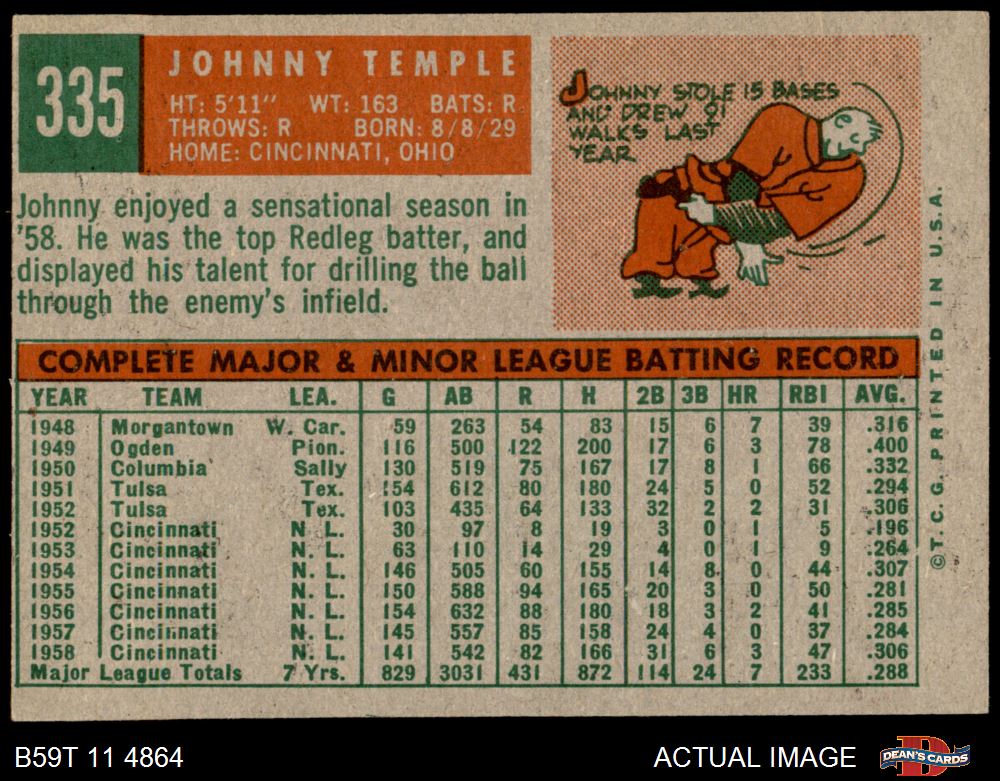 335
JOHNNY TEMPLE
HT: 5'11" WT: 163 BATS: R
THROWS: R BORN: 8/8/29
HOME: CINCINNATI, OHIO
JOHNNY STOLE 15 BASES
AND DREW 91
WALKS LAST
YEAR
Johnny enjoyed a sensational season in
'58. He was the top Redleg batter, and
displayed his talent for drilling the ball
through the enemy's infield.
COMPLETE MAJOR & MINOR LEAGUE BATTING RECORD
YEAR TEAM LEA. G AB R H 2B 3B HR RBI AVG.
1948 Morgantown W. Car. 59 263 54 83 15 6 7 39 .316
1949 Ogden Pion. 116 500 122 200 17 6 3 78 .400
1950 Columbia Sally 130 519 75 167 17 8 1 66 .332
1951 Tulsa Tex. 154 612 80 180 24 5 0 52 .294
1952 Tulsa Tex. 103 435 64 133 32 2 2 31 .306
1952 Cincinnati N. L. 30 97 8 19 3 0 1 5 .196
1953 Cincinnati N. L. 63 110 14 29 4 0 1 9 .264
1954 Cincinnati N. L. 146 505 60 155 14 8 0 44 .307
1955 Cincinnati N. L. 150 588 94 165 20 3 0 50 .281
1956 Cincinnati N. L. 154 632 88 180 18 3 2 41 .285
1957 Cincinnati N. L. 145 557 85 158 24 4 0 37 .284
1958 Cincinnati N. L. 141 542 82 166 31 6 3 47 .306
Major League Totals 7 Yrs. 829 3031 431 872 114 24 7 233 .288
©T.C.G. PRINTED IN U.S.A.
B59T 11 4864
ACTUAL IMAGE
DEAN'S CARDS